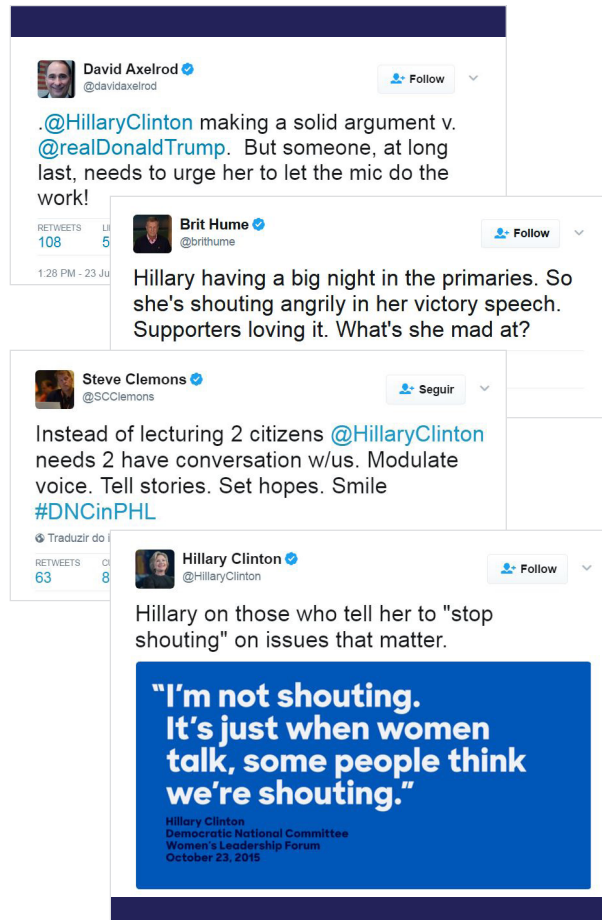 David Axelrod
@davidaxelrod
Follow
.@HillaryClinton making a solid argument v.
@realDonaldTrump. But someone, at long
last, needs to urge her to let the mic do the
work!
RETWEETS
108
5
1:28 PM - 23 Ju
Brit Hume
@brithume
Follow
Hillary having a big night in the primaries. So
she's shouting angrily in her victory speech.
Supporters loving it. What's she mad at?
Steve Clemons
@SCClemons
Seguir
Instead of lecturing 2 citizens @HillaryClinton
needs 2 have conversation w/us. Modulate
voice. Tell stories. Set hopes. Smile
#DNCinPHL
Traduzir do i
RETWEETS
63
8
Hillary Clinton
@HillaryClinton
Follow
Hillary on those who tell her to "stop
shouting" on issues that matter.
“I’m not shouting.
It’s just when women
talk, some people think
we’re shouting.”
Hillary Clinton
Democratic National Committee
Women's Leadership Forum
October 23, 2015